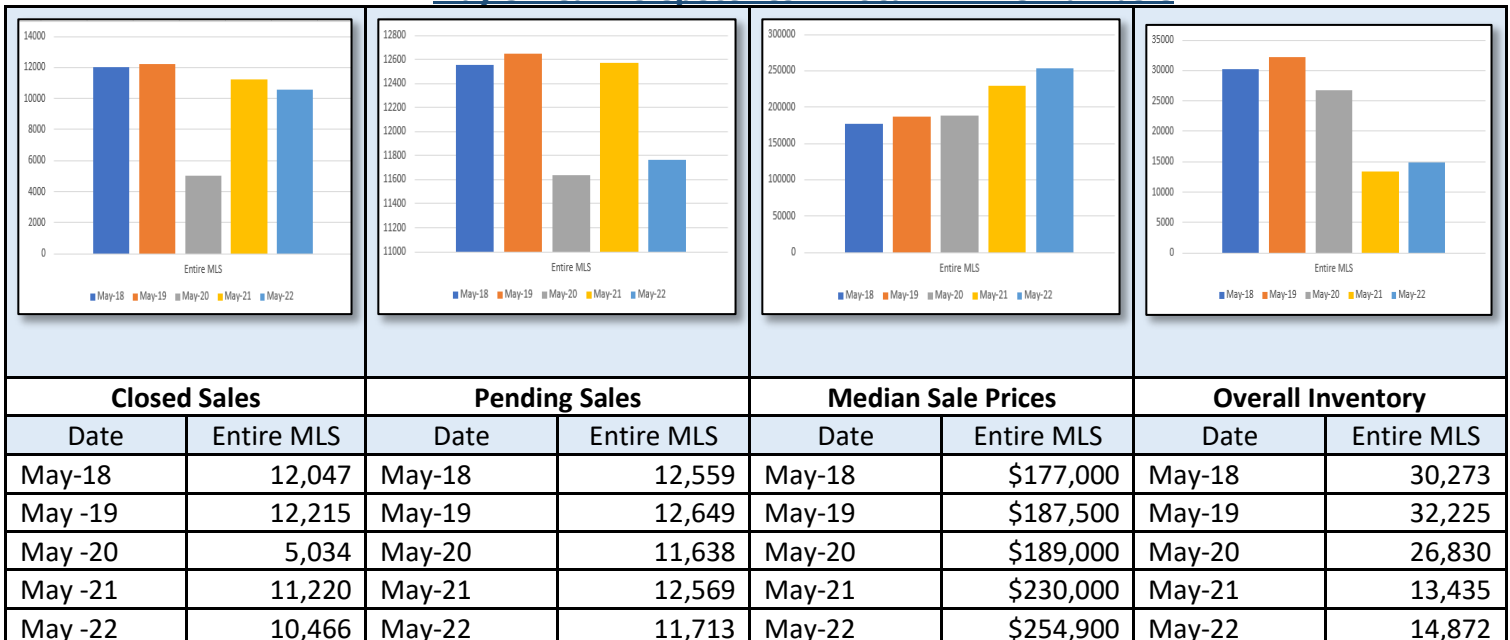 14000
12000
10000
8000
6000
4000
2000
0
Entire MLS
May-18 May-19 May-20 May-21 May-22
12800
12600
12400
12200
12000
11800
11600
11400
11200
11000
Entire MLS
May-18 May-19 May-20 May-21 May-22
300000
250000
200000
150000
100000
50000
0
Entire MLS
May-18 May-19 May-20 May-21 May-22
35000
30000
25000
20000
15000
10000
5000
0
Entire MLS
May-18 May-19 May-20 May-21 May-22
Closed Sales Pending Sales Median Sale Prices Overall Inventory
Date Entire MLS Date Entire MLS Date Entire MLS Date Entire MLS
May-18 12,047 May-18 12,559 May-18 $177,000 May-18 30,273
May -19 12,215 May-19 12,649 May-19 $187,500 May-19 32,225
May -20 5,034 May-20 11,638 May-20 $189,000 May-20 26,830
May -21 11,220 May-21 12,569 May-21 $230,000 May-21 13,435
May -22 10,466 May-22 11,713 May-22 $254,900 May-22 14,872